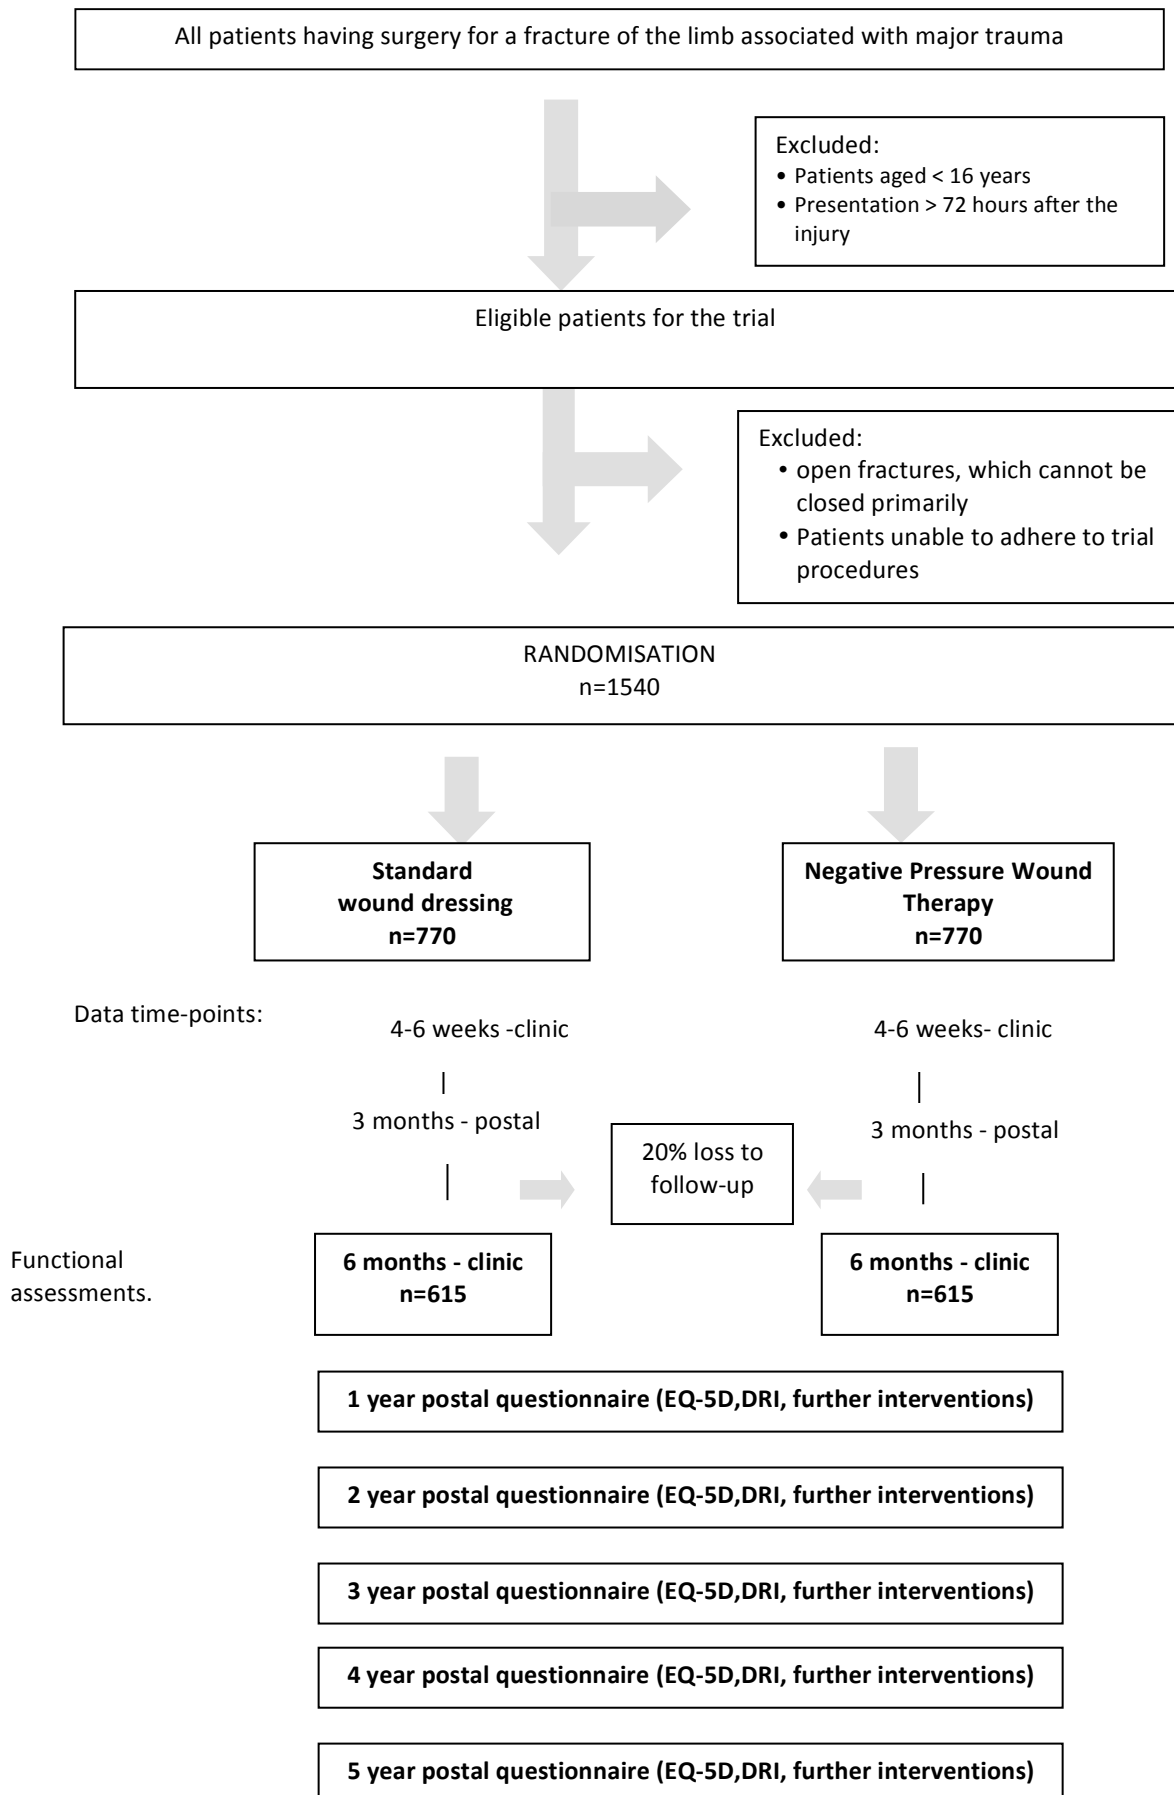 All patients having surgery for a fracture of the limb associated with major trauma
Excluded:
• Patients aged < 16 years
• Presentation > 72 hours after the
injury
Eligible patients for the trial
Excluded:
• open fractures, which cannot be
closed primarily
• Patients unable to adhere to trial
procedures
RANDOMISATION
n=1540
Standard
wound dressing
n=770
Negative Pressure Wound
Therapy
n=770
Data time-points:
4-6 weeks -clinic
4-6 weeks- clinic
3 months - postal
3 months - postal
20% loss to
follow-up
Functional
assessments.
6 months - clinic
n=615
6 months - clinic
n=615
1 year postal questionnaire (EQ-5D,DRI, further interventions)
2 year postal questionnaire (EQ-5D,DRI, further interventions)
3 year postal questionnaire (EQ-5D,DRI, further interventions)
4 year postal questionnaire (EQ-5D,DRI, further interventions)
5 year postal questionnaire (EQ-5D,DRI, further interventions)